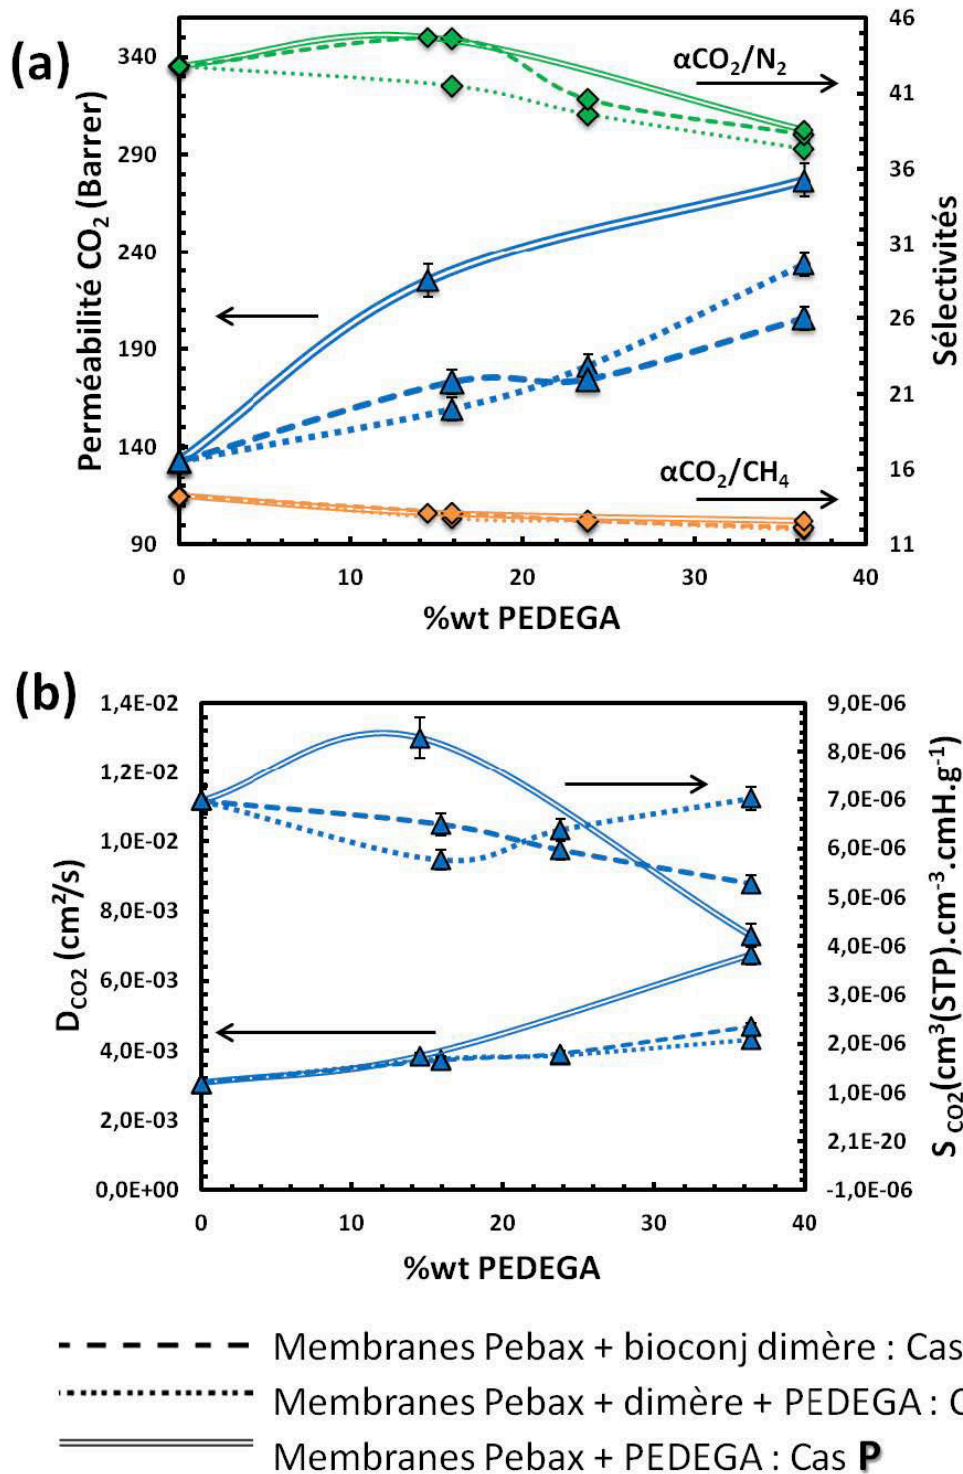 (a)
46
340
αCO₂/N₂
41
290
36
240
31
190
26
21
140
αCO₂/CH₄
16
90
11
0 10 20 30 40
%wt PEDEGA
Perméabilité CO₂ (Barrer)
Sélectivités
(b)
1,4E-02
9,0E-06
8,0E-06
1,2E-02
7,0E-06
1,0E-02
6,0E-06
5,0E-06
8,0E-03
4,0E-06
6,0E-03
3,0E-06
4,0E-03
2,0E-06
2,0E-03
1,0E-06
2,1E-20
0,0E+00
-1,0E-06
0 10 20 30 40
%wt PEDEGA
D_CO2 (cm²/s)
S_CO2(cm³(STP).cm⁻³.cmH.g⁻¹)
Membranes Pebax + bioconj dimère : Cas
Membranes Pebax + dimère + PEDEGA :
Membranes Pebax + PEDEGA : Cas P